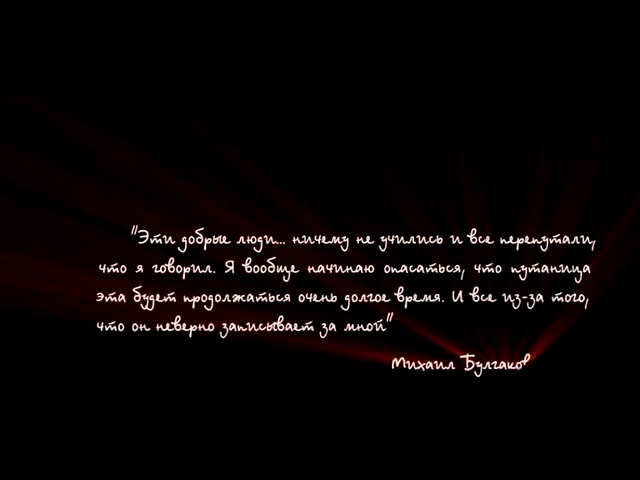 "Эти добрые люди... ничему не учились и все перепутали,
что я говорил. Я вообще начинаю опасаться, что путаница
эта будет продолжаться очень долгое время. И все из-за того,
что он неверно записывает за мной"
Михаил Булгаков